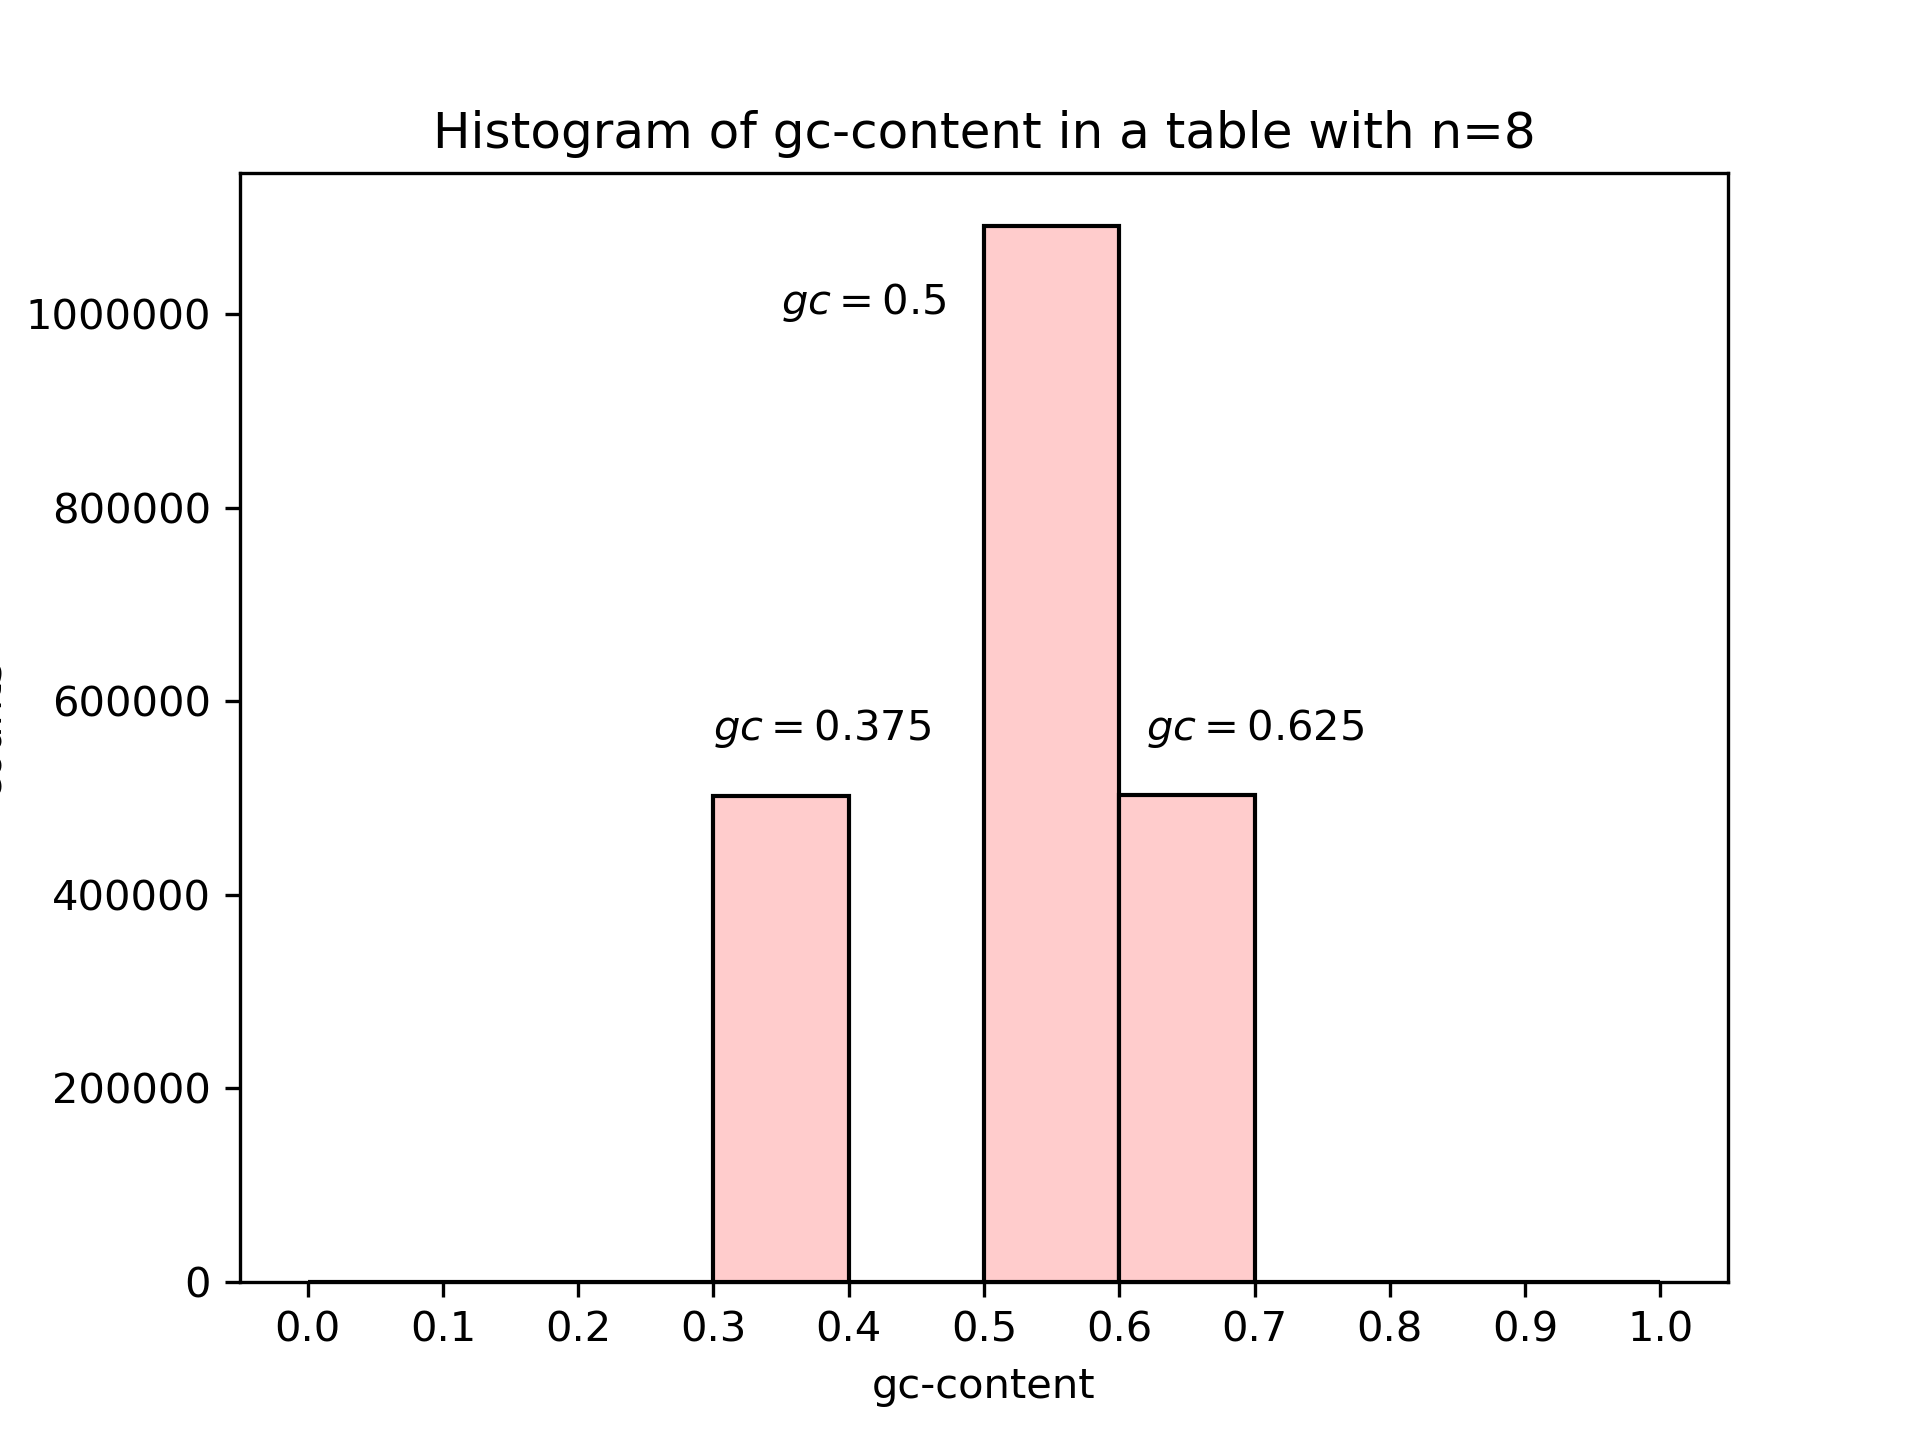 Histogram of gc-content in a table with n=8
1000000
gc = 0.5
800000
600000
gc = 0.375
gc = 0.625
400000
200000
0
0.0 0.1 0.2 0.3 0.4 0.5 0.6 0.7 0.8 0.9 1.0
gc-content